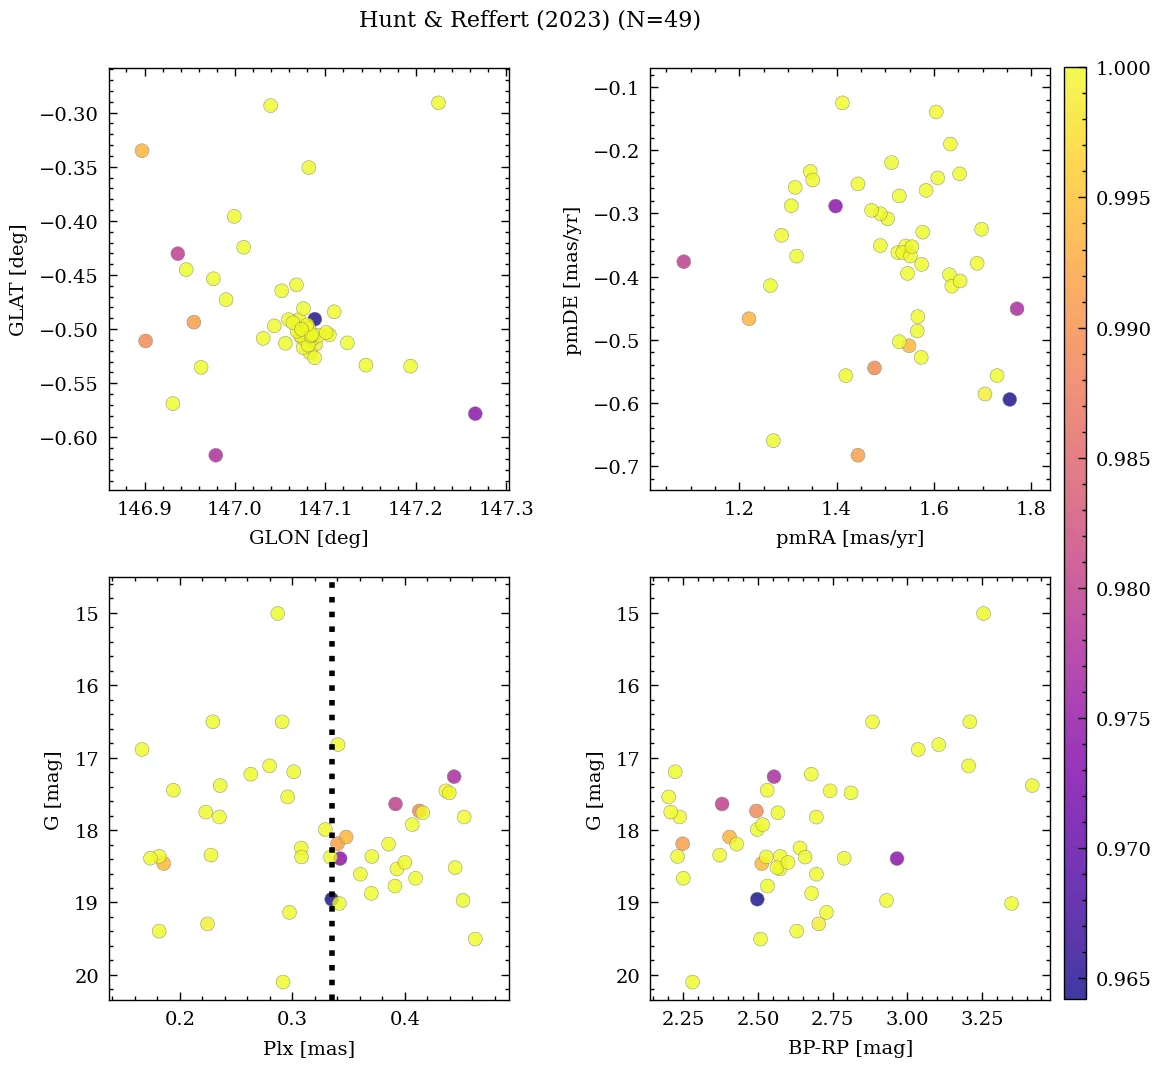 Hunt & Reffert (2023) (N=49)
−0.30
−0.35
−0.40
−0.45
−0.50
−0.55
−0.60
GLAT [deg]
146.9 147.0 147.1 147.2 147.3
GLON [deg]
−0.1
−0.2
−0.3
−0.4
−0.5
−0.6
−0.7
pmDE [mas/yr]
1.2 1.4 1.6 1.8
pmRA [mas/yr]
15
16
17
18
19
20
G [mag]
0.2 0.3 0.4
Plx [mas]
15
16
17
18
19
20
G [mag]
2.25 2.50 2.75 3.00 3.25
BP-RP [mag]
1.000
0.995
0.990
0.985
0.980
0.975
0.970
0.965